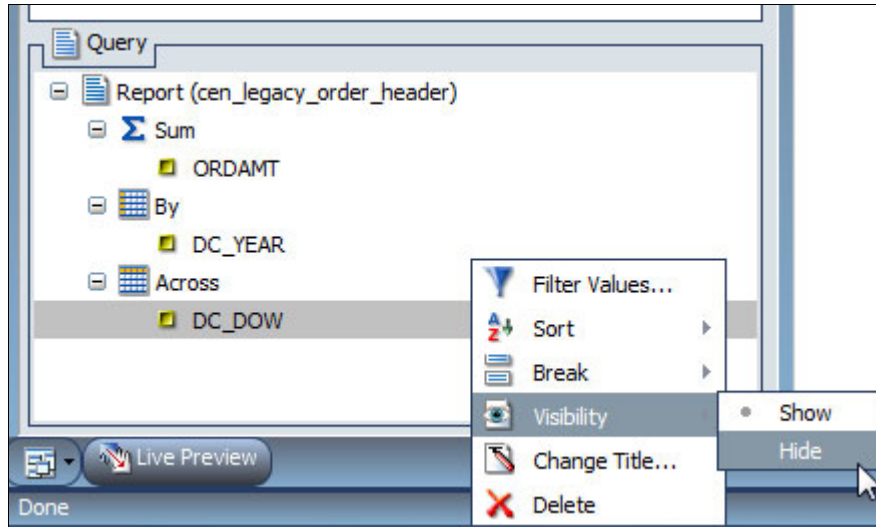 Query
Report (cen_legacy_order_header)
Sum
ORDAMT
By
DC_YEAR
Across
DC_DOW
Filter Values...
Sort
Break
Visibility
Show
Hide
Change Title...
Delete
Live Preview
Done